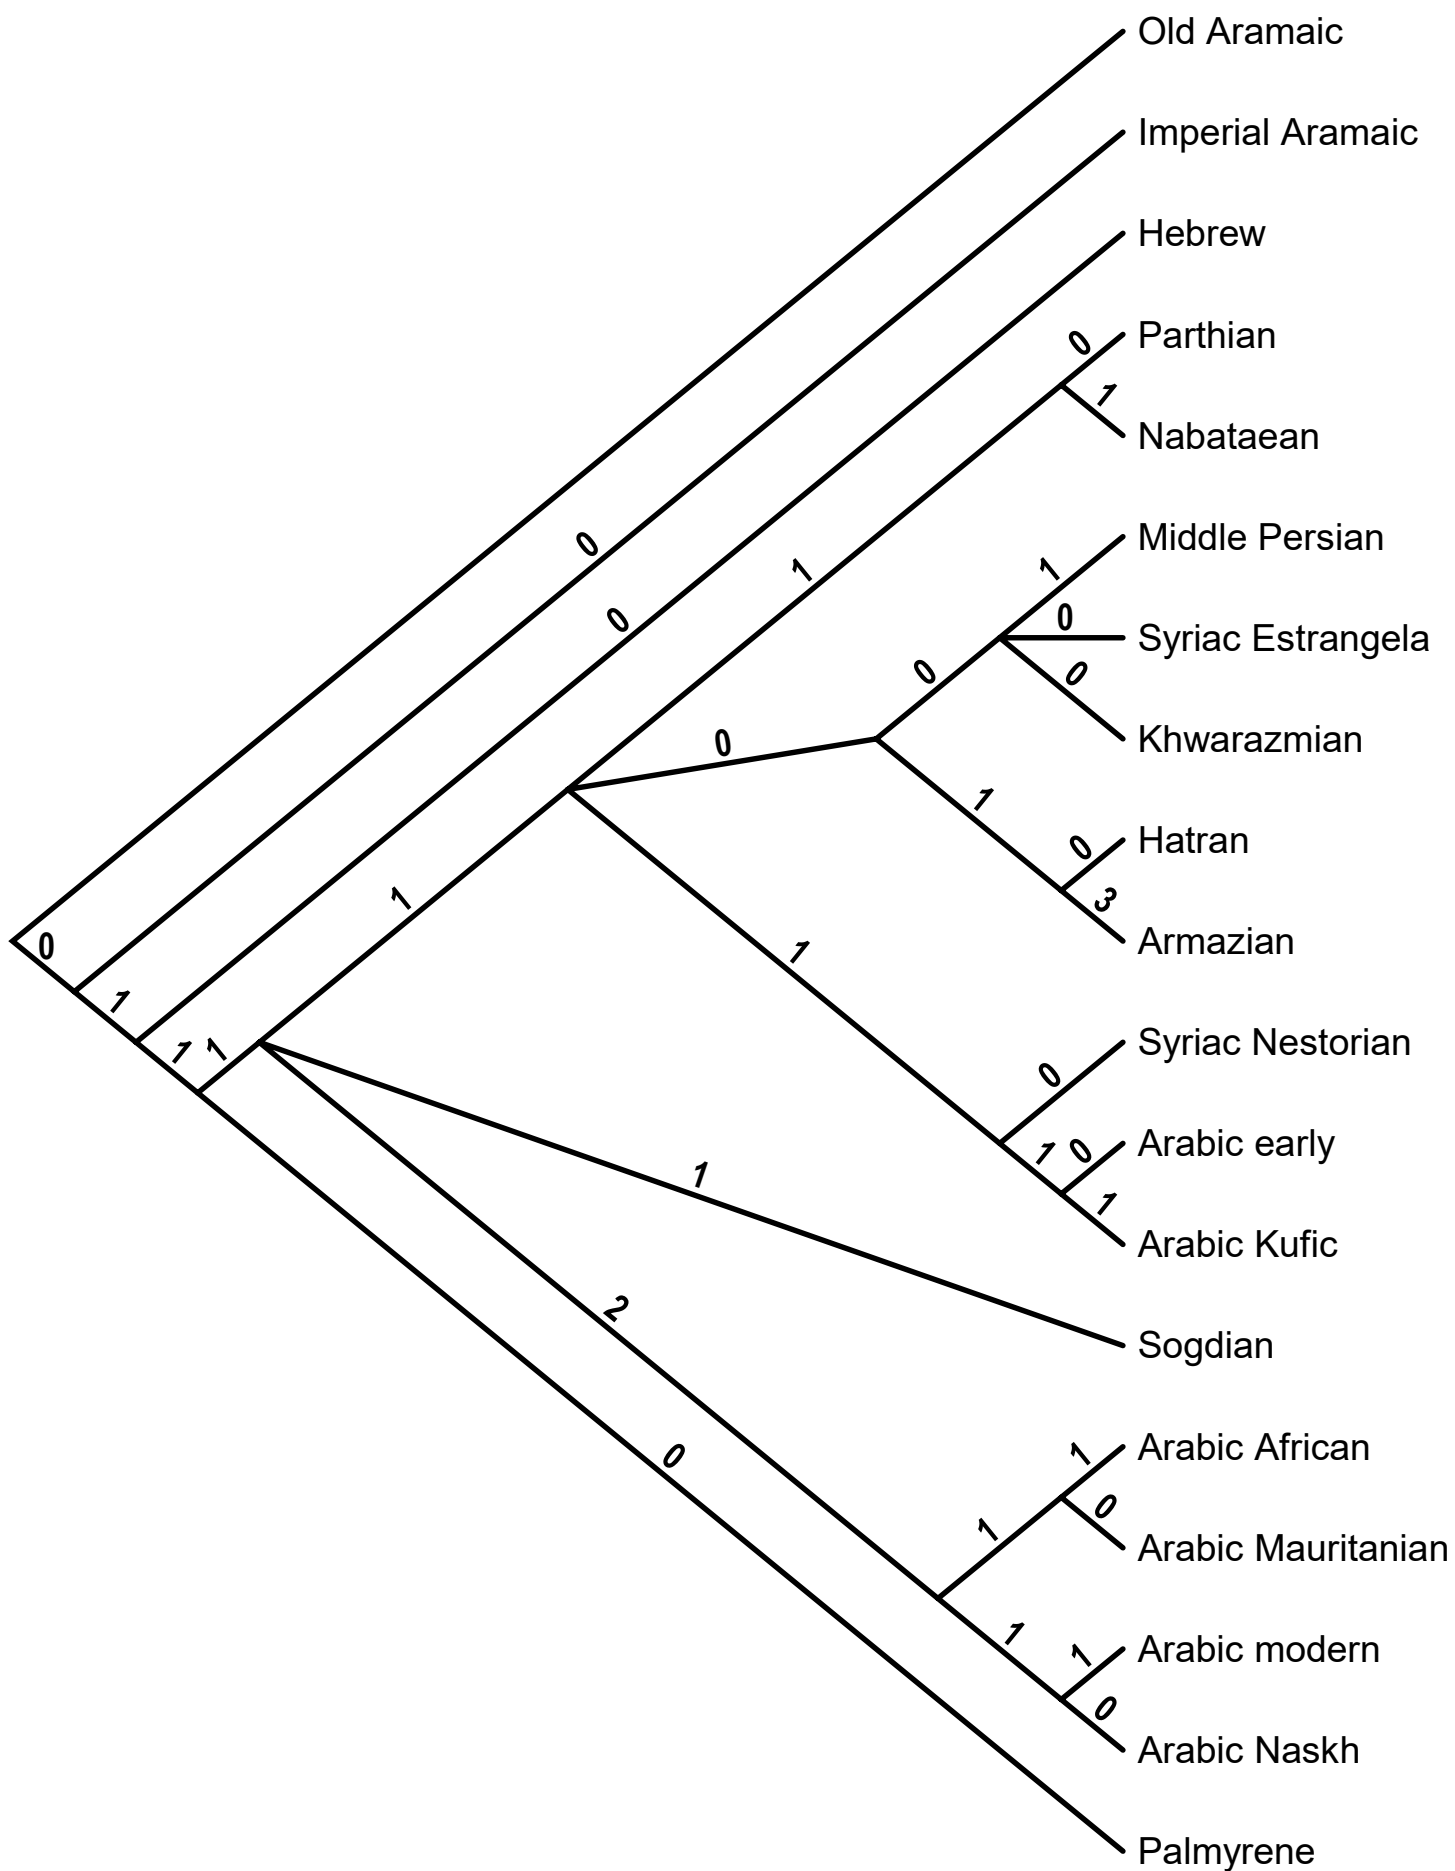 Old Aramaic
Imperial Aramaic
Hebrew
0
Parthian
1
Nabataean
0
1
1
Middle Persian
0
0
Syriac Estrangela
0
0
Khwarazmian
0
1
0
Hatran
1
3
Armazian
0
1
1
Syriac Nestorian
1
1
0
1
0
Arabic early
1
1
Arabic Kufic
2
Sogdian
0
1
Arabic African
1
0
Arabic Mauritanian
1
1
Arabic modern
0
Arabic Naskh
Palmyrene